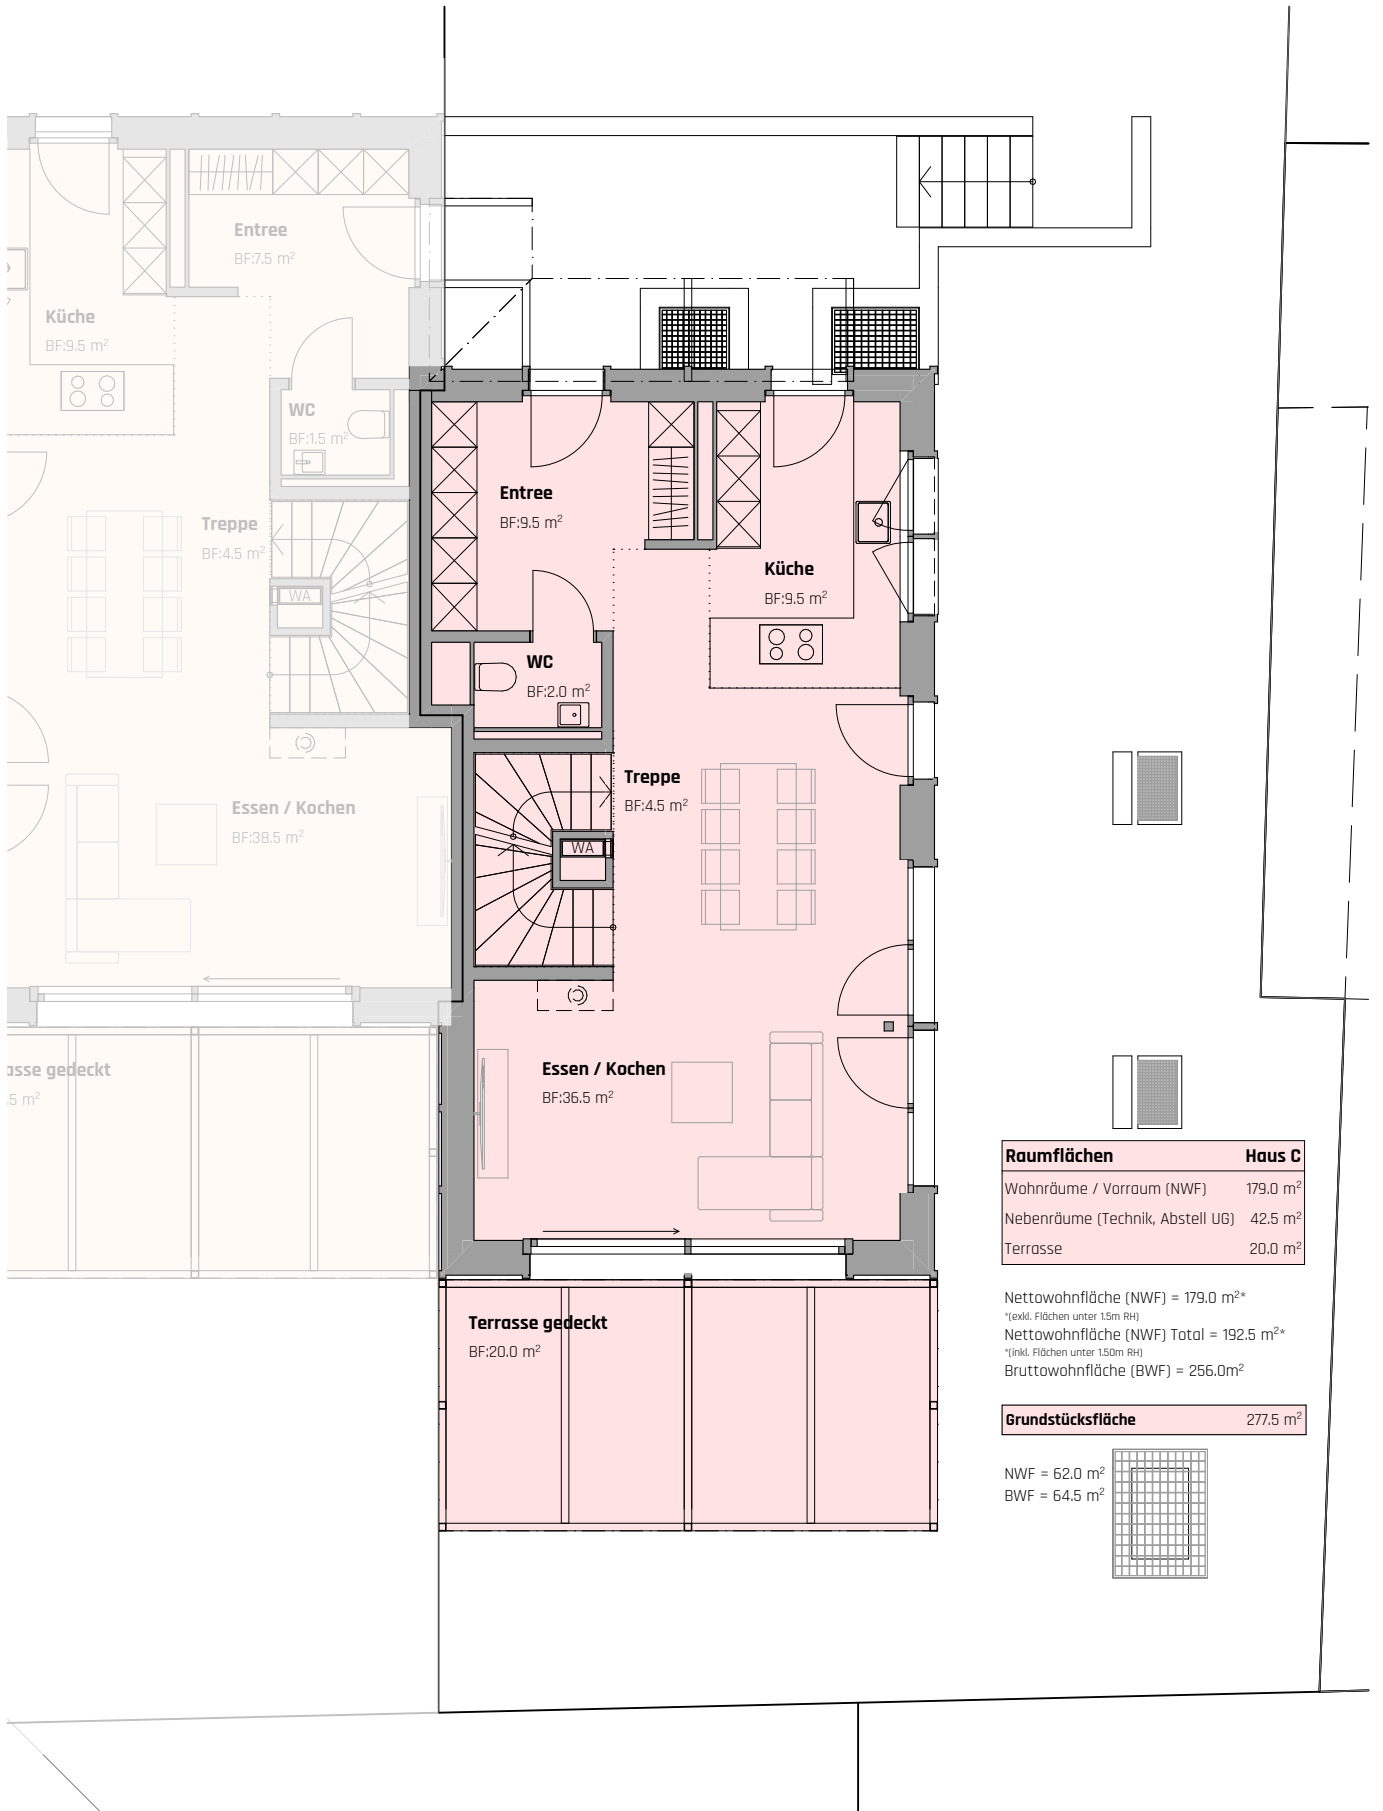 Entree
BF:7.5 m²
Küche
BF:9.5 m²
WC
BF:1.5 m²
Treppe
BF:4.5 m²
WA
Essen / Kochen
BF:38.5 m²
asse gedeckt
.5 m²
Entree
BF:9.5 m²
Küche
BF:9.5 m²
WC
BF:2.0 m²
Treppe
BF:4.5 m²
WA
Essen / Kochen
BF:36.5 m²
Terrasse gedeckt
BF:20.0 m²
Raumflächen Haus C
Wohnräume / Vorraum (NWF) 179.0 m²
Nebenräume (Technik, Abstell UG) 42.5 m²
Terrasse 20.0 m²
Nettowohnfläche (NWF) = 179.0 m²*
*(exkl. Flächen unter 1.5m RH)
Nettowohnfläche (NWF) Total = 192.5 m²*
*(inkl. Flächen unter 1.50m RH)
Bruttowohnfläche (BWF) = 256.0m²
Grundstücksfläche 277.5 m²
NWF = 62.0 m²
BWF = 64.5 m²